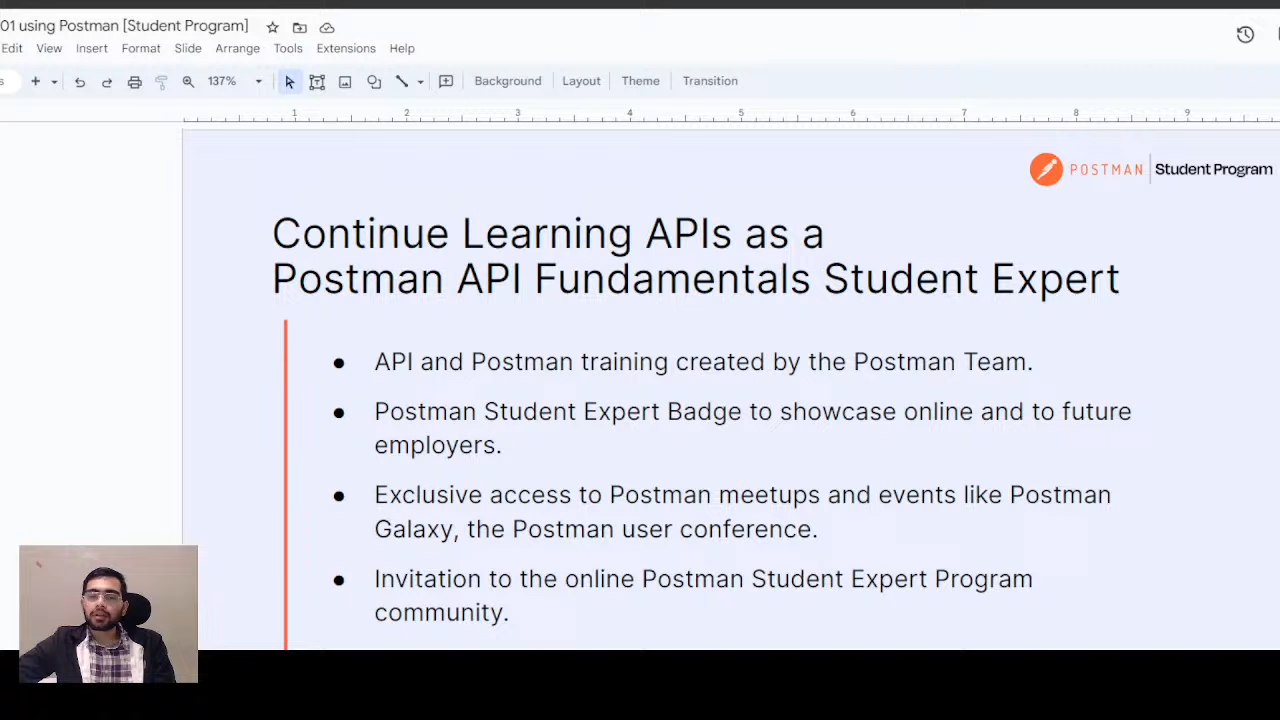 01 using Postman [Student Program]
Edit View Insert Format Slide Arrange Tools Extensions Help
s + 137% Background Layout Theme Transition
1 2 3 4 5 6 7 8 9
POSTMAN Student Program
Continue Learning APIs as a
Postman API Fundamentals Student Expert
● API and Postman training created by the Postman Team.
● Postman Student Expert Badge to showcase online and to future
employers.
● Exclusive access to Postman meetups and events like Postman
Galaxy, the Postman user conference.
● Invitation to the online Postman Student Expert Program
community.